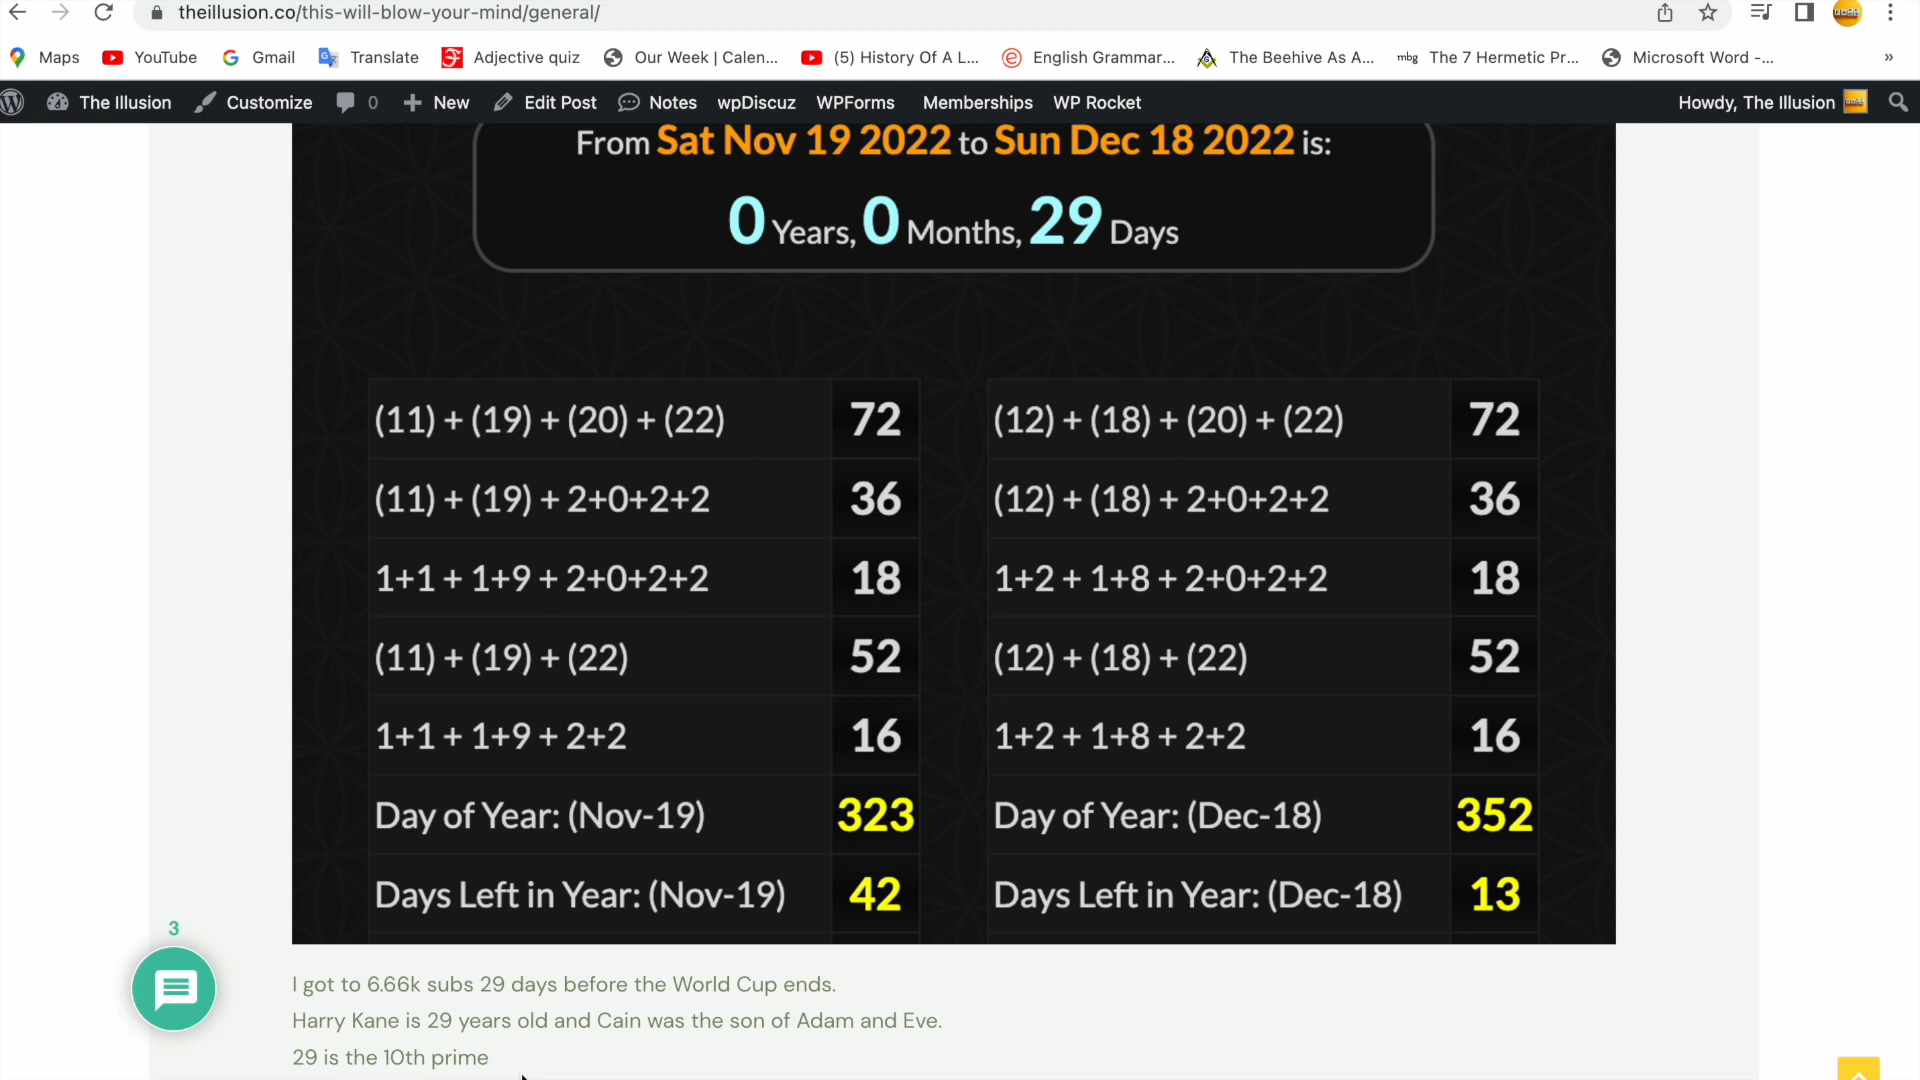 theillusion.co/this-will-blow-your-mind/general/
Maps YouTube Gmail Translate Adjective quiz Our Week | Calen... (5) History Of A L... English Grammar... The Beehive As A... mbg The 7 Hermetic Pr... Microsoft Word -... »
The Illusion Customize 0 New Edit Post Notes wpDiscuz WPForms Memberships WP Rocket Howdy, The Illusion
From Sat Nov 19 2022 to Sun Dec 18 2022 is:
0 Years, 0 Months, 29 Days
(11) + (19) + (20) + (22) 72 (12) + (18) + (20) + (22) 72
(11) + (19) + 2+0+2+2 36 (12) + (18) + 2+0+2+2 36
1+1 + 1+9 + 2+0+2+2 18 1+2 + 1+8 + 2+0+2+2 18
(11) + (19) + (22) 52 (12) + (18) + (22) 52
1+1 + 1+9 + 2+2 16 1+2 + 1+8 + 2+2 16
Day of Year: (Nov-19) 323 Day of Year: (Dec-18) 352
Days Left in Year: (Nov-19) 42 Days Left in Year: (Dec-18) 13
3
I got to 6.66k subs 29 days before the World Cup ends.
Harry Kane is 29 years old and Cain was the son of Adam and Eve.
29 is the 10th prime